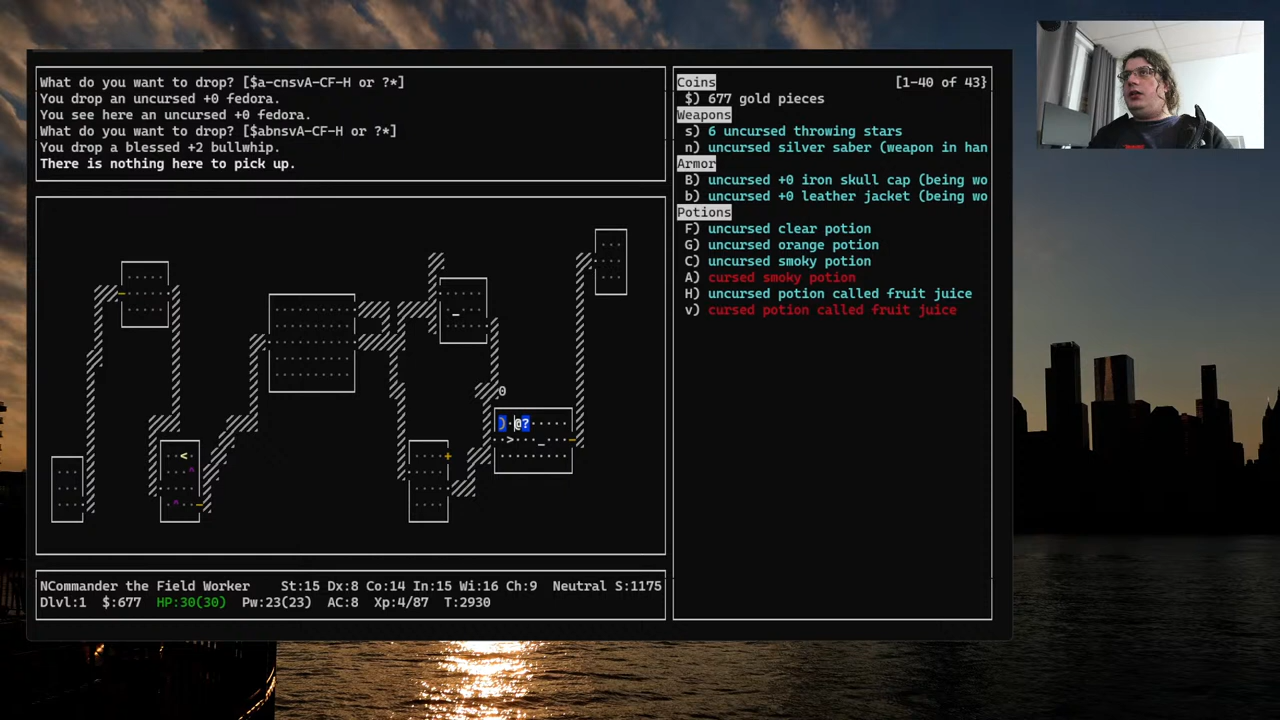 What do you want to drop? [$a-cnsvA-CF-H or ?*]
You drop an uncursed +0 fedora.
You see here an uncursed +0 fedora.
What do you want to drop? [$abnsvA-CF-H or ?*]
You drop a blessed +2 bullwhip.
There is nothing here to pick up.
NCommander the Field Worker St:15 Dx:8 Co:14 In:15 Wi:16 Ch:9 Neutral S:1175
Dlvl:1 $:677 HP:30(30) Pw:23(23) AC:8 Xp:4/87 T:2930
Coins [1-40 of 43}
$) 677 gold pieces
Weapons
s) 6 uncursed throwing stars
n) uncursed silver saber (weapon in han
Armor
B) uncursed +0 iron skull cap (being wo
b) uncursed +0 leather jacket (being wo
Potions
F) uncursed clear potion
G) uncursed orange potion
C) uncursed smoky potion
A) cursed smoky potion
H) uncursed potion called fruit juice
v) cursed potion called fruit juice